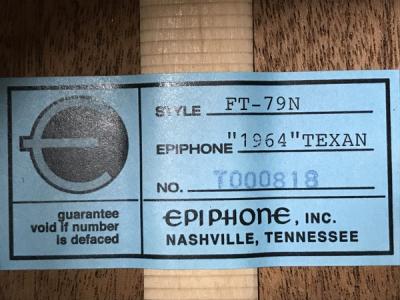 STYLE FT-79N
EPIPHONE "1964"TEXAN
NO. T000818
guarantee
void if number
is defaced
EPIPHONE, INC.
NASHVILLE, TENNESSEE